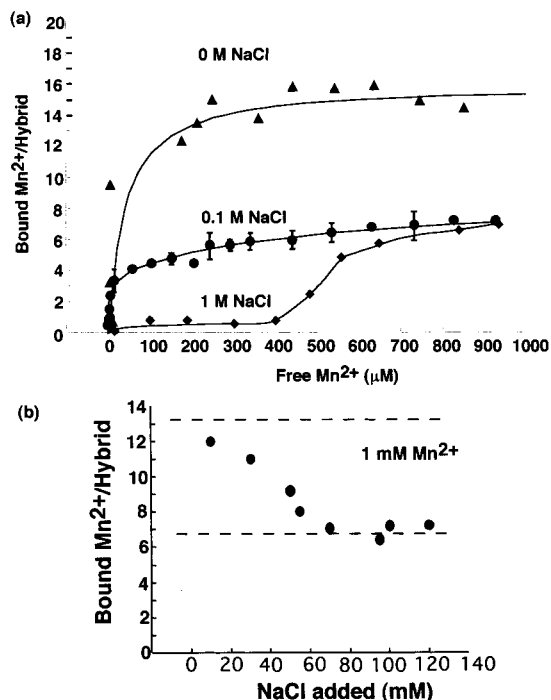 (a)
20
18
16
14
12
10
8
6
4
2
0
Bound Mn2+/Hybrid
0 M NaCl
0.1 M NaCl
1 M NaCl
0 100 200 300 400 500 600 700 800 900 1000
Free Mn2+ (μM)
(b)
14
12
10
8
6
4
2
0
Bound Mn2+/Hybrid
1 mM Mn2+
0 20 40 60 80 100 120 140
NaCl added (mM)